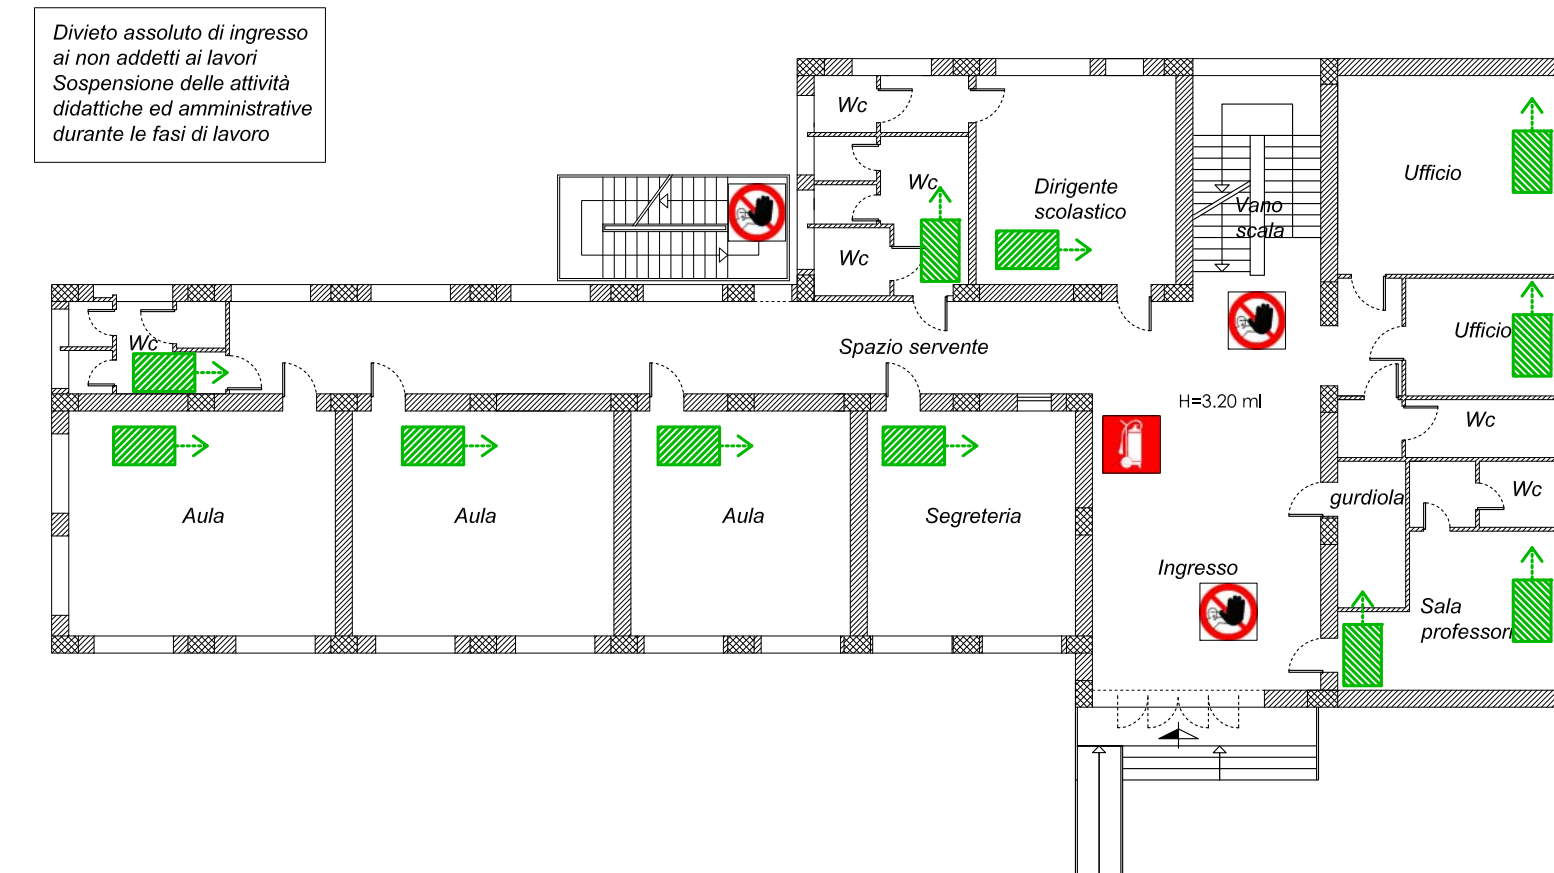 Divieto assoluto di ingresso
ai non addetti ai lavori
Sospensione delle attività
didattiche ed amministrative
durante le fasi di lavoro
Wc
Wc
Wc
Dirigente
scolastico
Vano
scala
Ufficio
Ufficio
Wc
Spazio servente
H=3.20 ml
Wc
Wc
gurdiola
Aula
Aula
Aula
Segreteria
Ingresso
Sala
professori